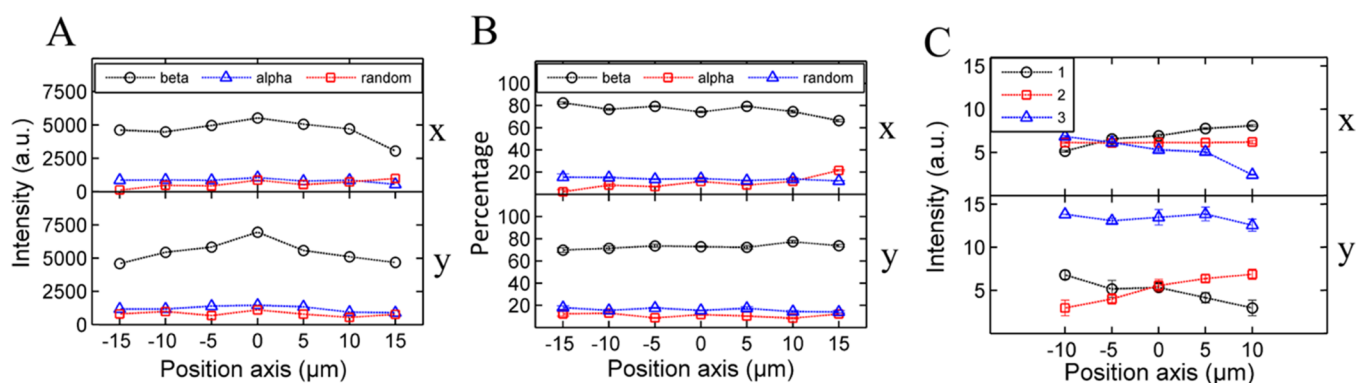 A
beta alpha random
7500
5000
2500
0
x
7500
5000
2500
0
y
Intensity (a.u.)
-15 -10 -5 0 5 10 15
Position axis (µm)
B
beta alpha random
100
80
60
40
20
x
100
80
60
40
20
y
Percentage
-15 -10 -5 0 5 10 15
Position axis (µm)
C
1
2
3
15
10
5
x
15
10
5
y
Intensity (a.u.)
-10 -5 0 5 10
Position axis (µm)